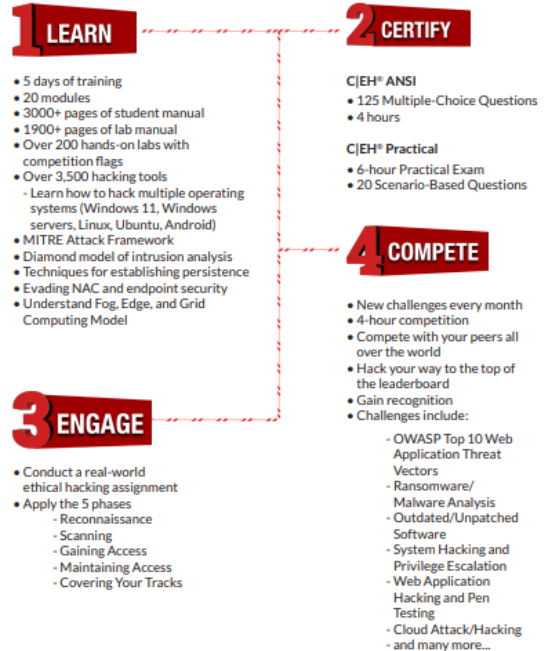 1 LEARN
• 5 days of training
• 20 modules
• 3000+ pages of student manual
• 1900+ pages of lab manual
• Over 200 hands-on labs with
competition flags
• Over 3,500 hacking tools
- Learn how to hack multiple operating
systems (Windows 11, Windows
servers, Linux, Ubuntu, Android)
• MITRE Attack Framework
• Diamond model of intrusion analysis
• Techniques for establishing persistence
• Evading NAC and endpoint security
• Understand Fog, Edge, and Grid
Computing Model
2 CERTIFY
C|EH® ANSI
• 125 Multiple-Choice Questions
• 4 hours
C|EH® Practical
• 6-hour Practical Exam
• 20 Scenario-Based Questions
3 ENGAGE
• Conduct a real-world
ethical hacking assignment
• Apply the 5 phases
- Reconnaissance
- Scanning
- Gaining Access
- Maintaining Access
- Covering Your Tracks
4 COMPETE
• New challenges every month
• 4-hour competition
• Compete with your peers all
over the world
• Hack your way to the top of
the leaderboard
• Gain recognition
• Challenges include:
- OWASP Top 10 Web
Application Threat
Vectors
- Ransomware/
Malware Analysis
- Outdated/Unpatched
Software
- System Hacking and
Privilege Escalation
- Web Application
Hacking and Pen
Testing
- Cloud Attack/Hacking
- and many more...